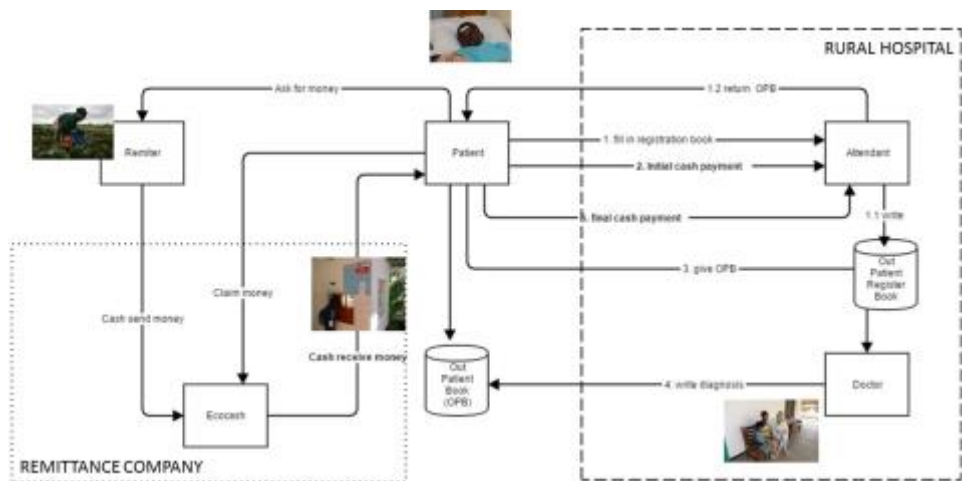 RURAL HOSPITAL
Ask for money
1.2 return OPB
Remiter
Patient
1. fill in registration book
Attendant
2. Initial cash payment
5. final cash payment
1.1 write
Out
Patient
Register
Book
3. give OPB
Claim money
Cash send money
Cash receive money
Out
Patient
Book
(OPB)
4. write diagnosis
Doctor
Ecocash
REMITTANCE COMPANY